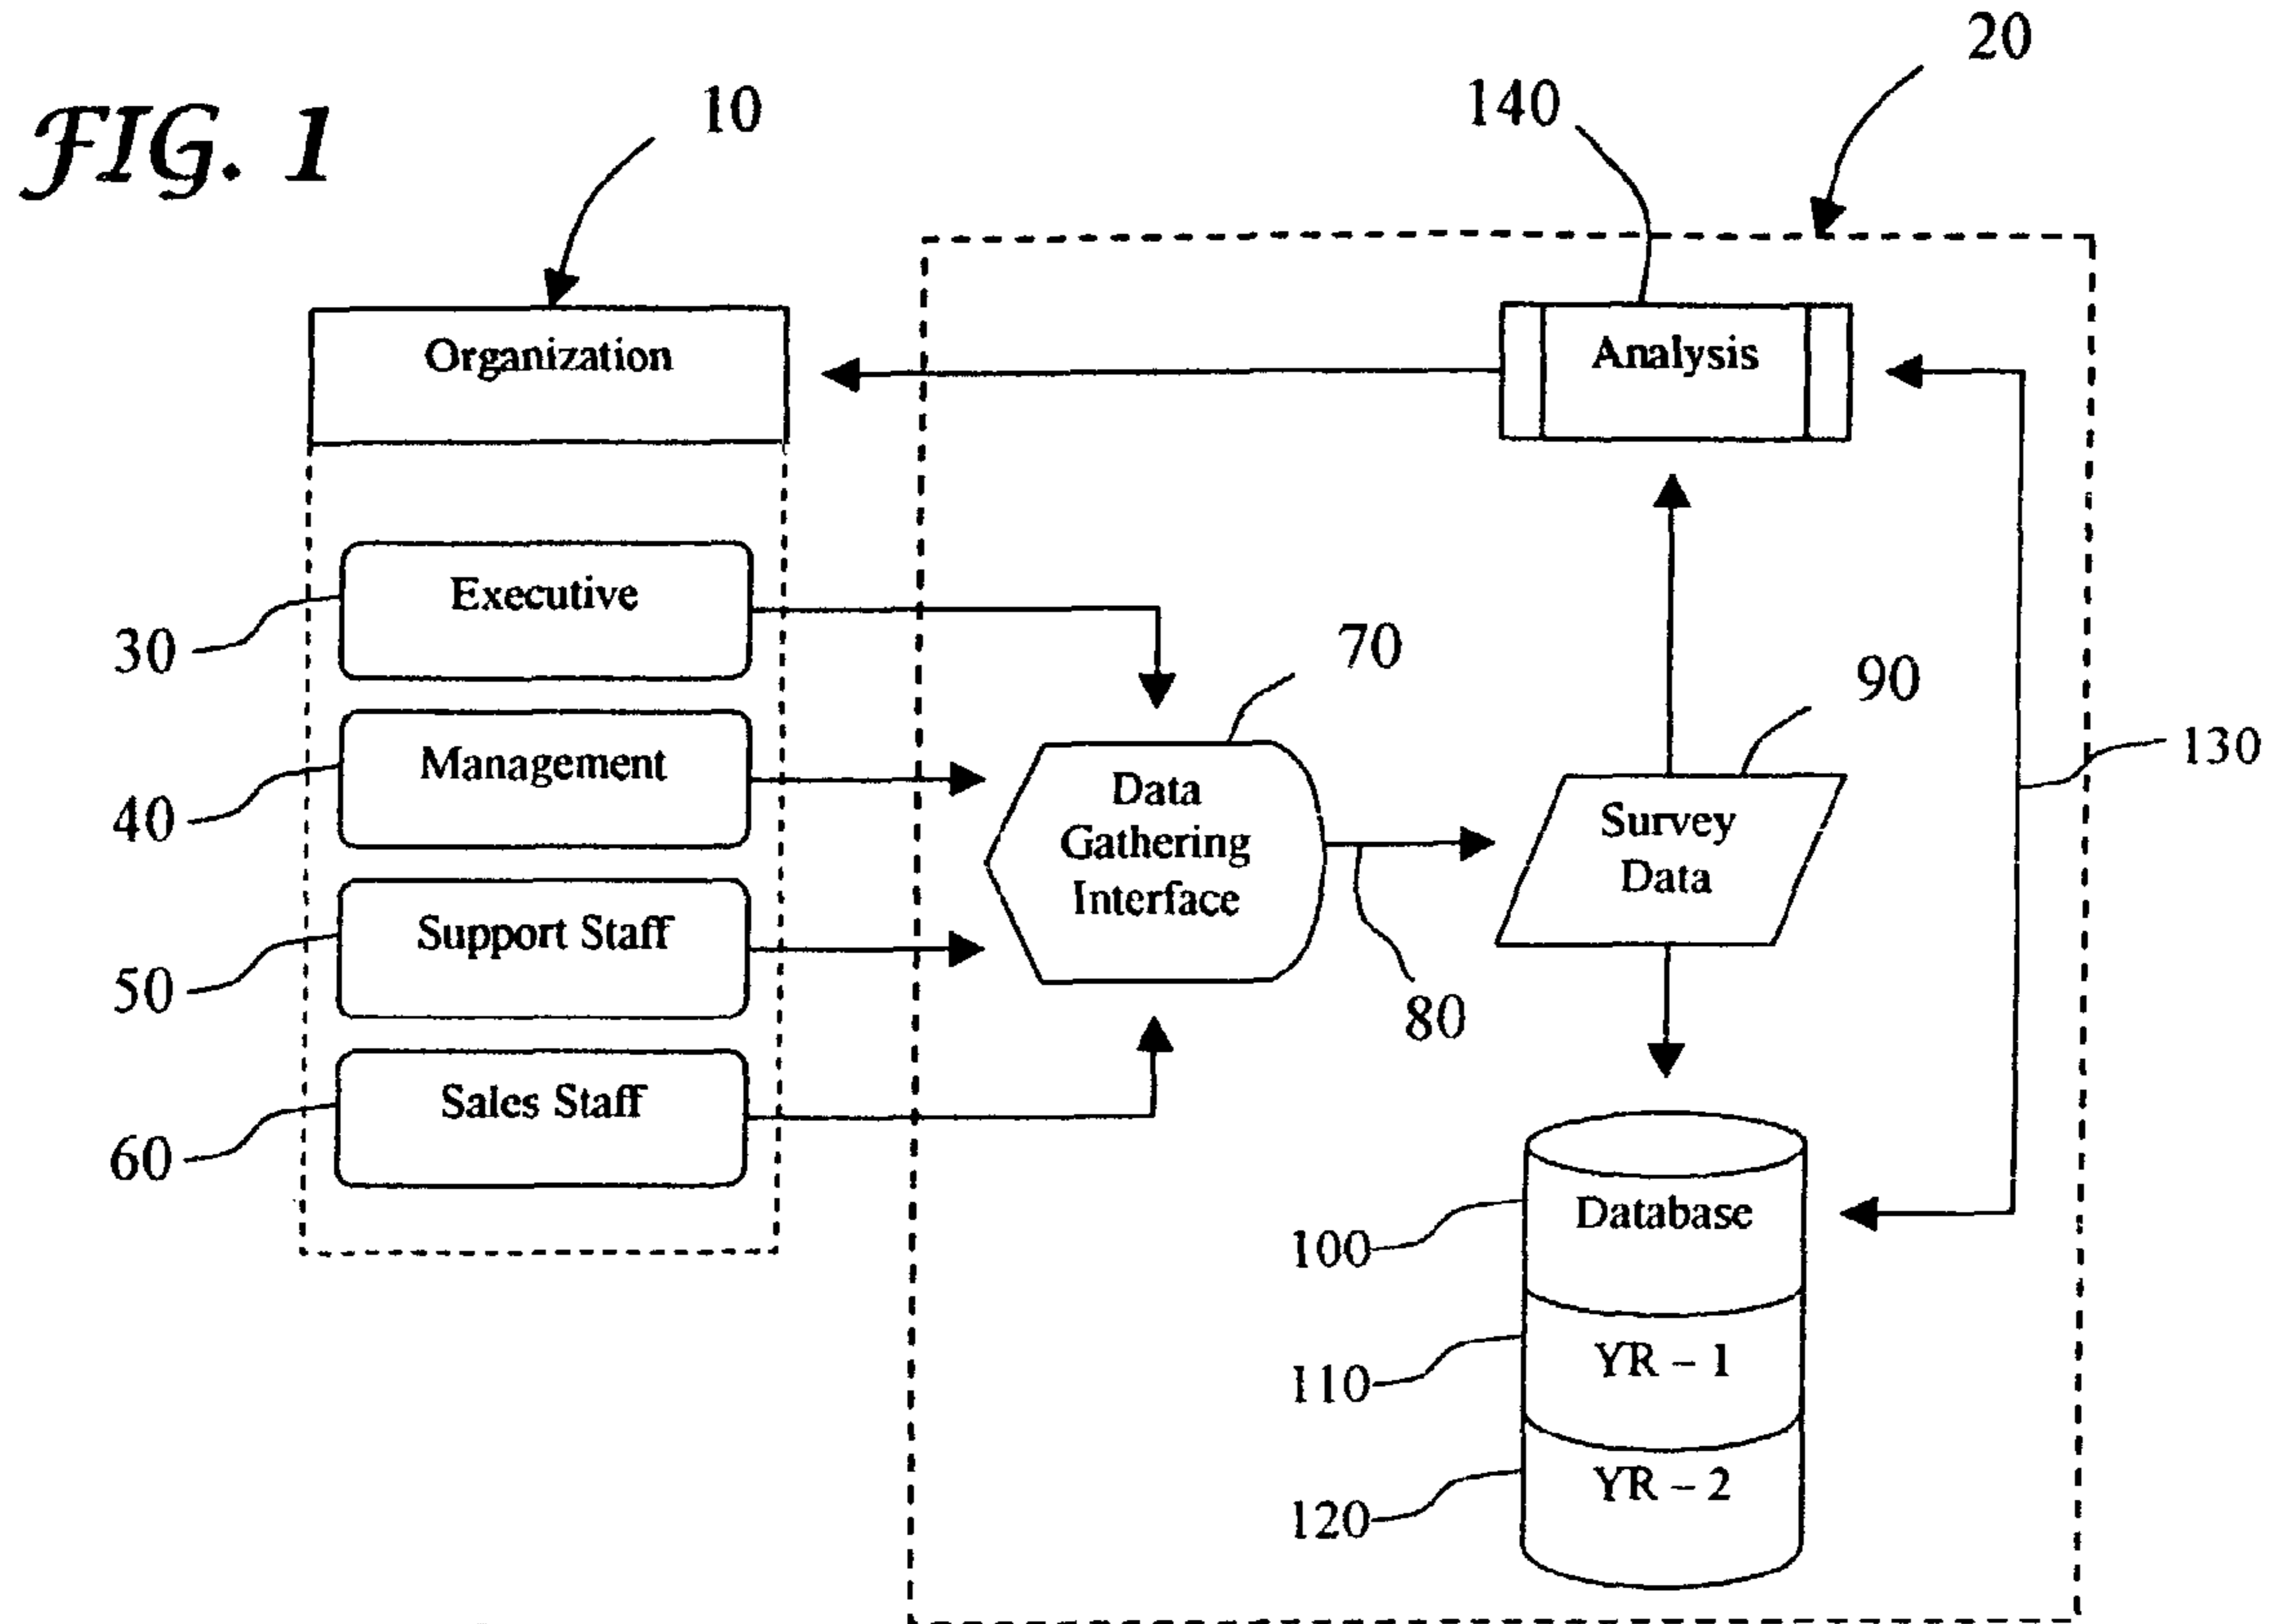 FIG. 1
10
20
140
Organization
Analysis
Executive
30
70
90
Management
40
130
Data
Gathering
Interface
Survey
Data
Support Staff
50
80
Sales Staff
60
Database
100
YR – 1
110
YR – 2
120